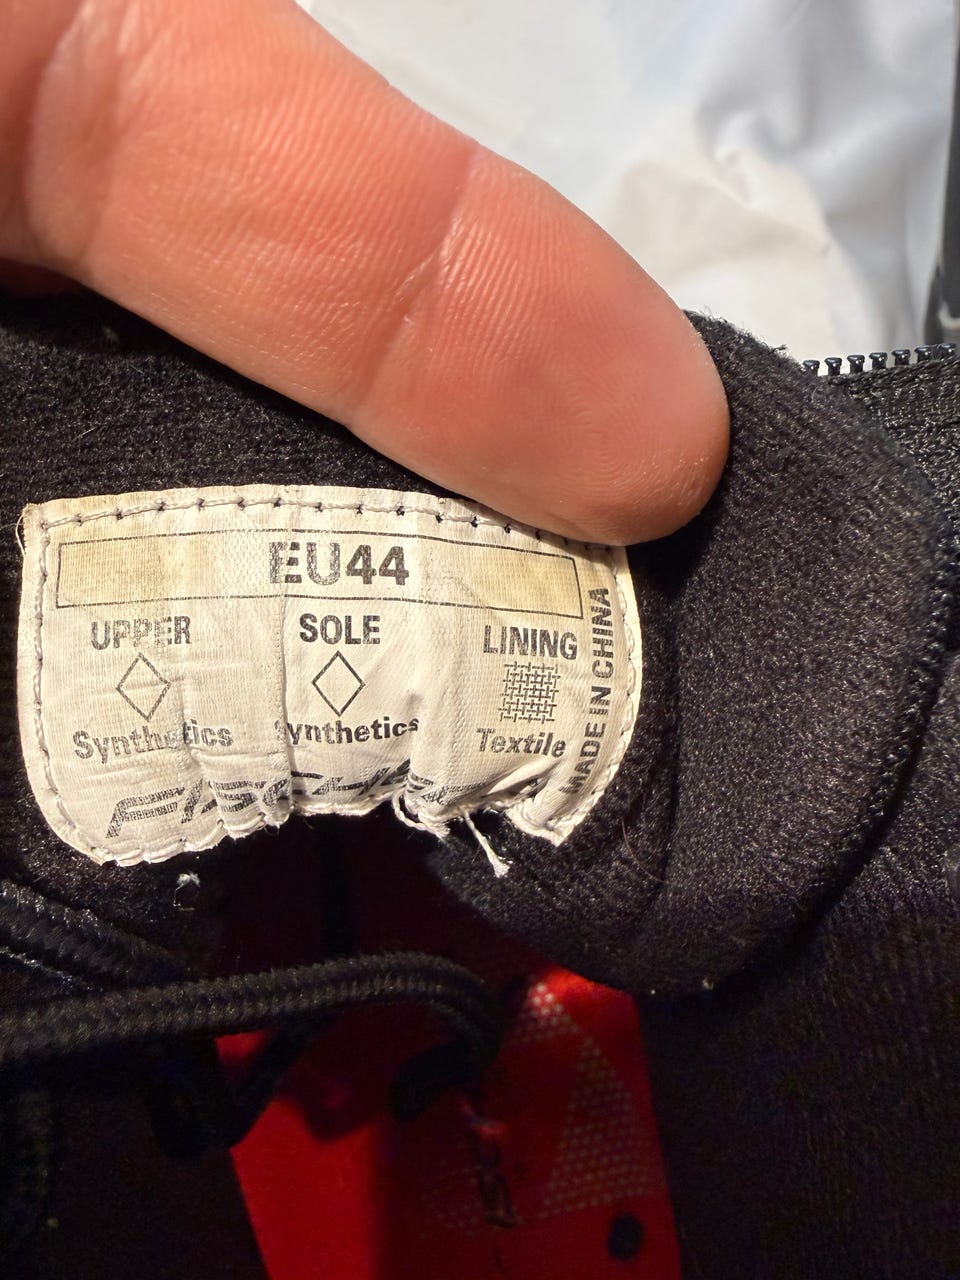 EU44
UPPER SOLE LINING
Synthetics Synthetics Textile
MADE IN CHINA